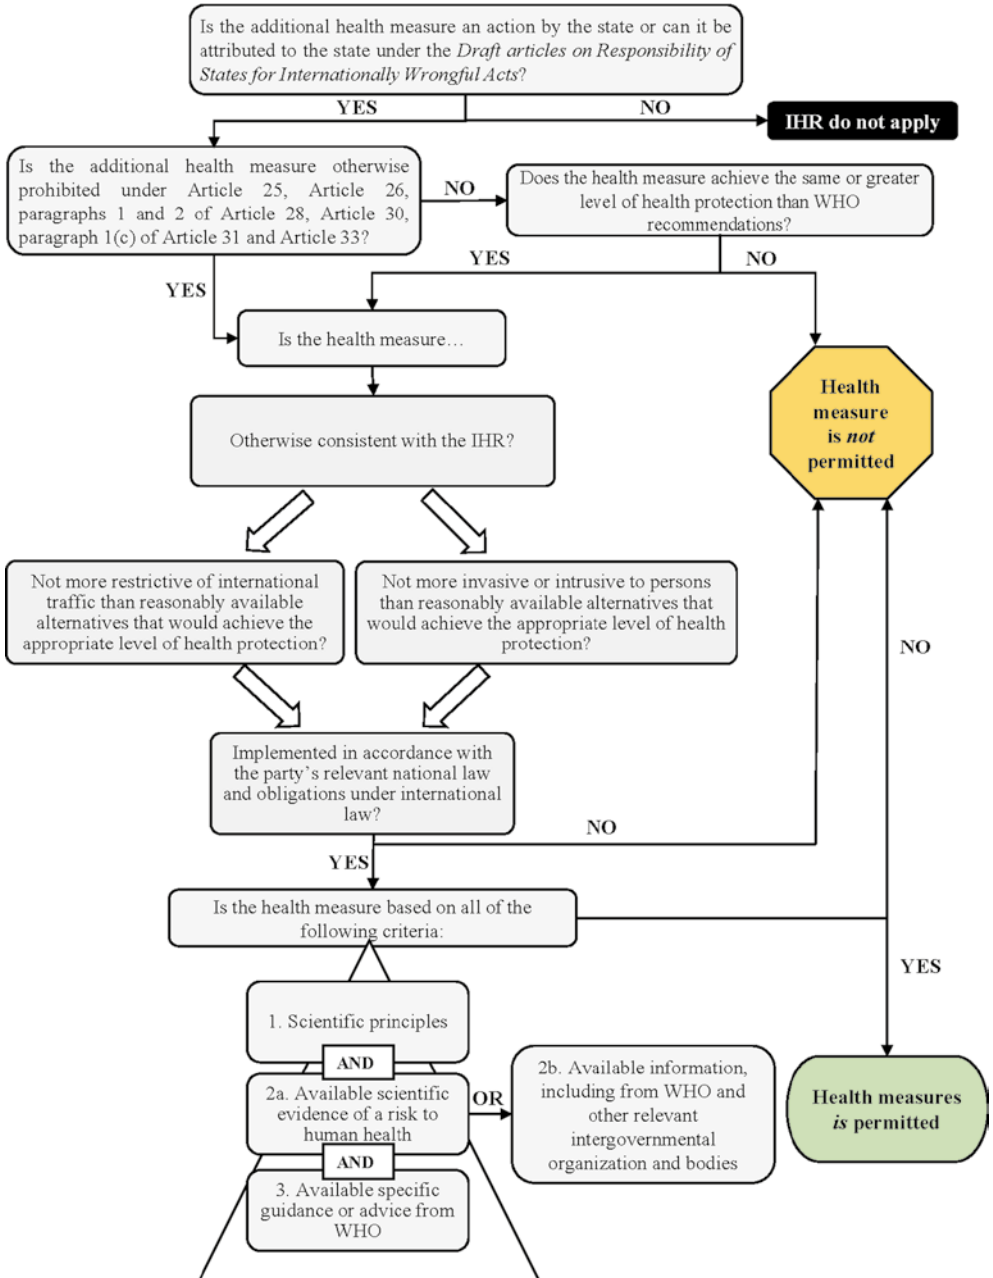 Is the additional health measure an action by the state or can it be
attributed to the state under the Draft articles on Responsibility of
States for Internationally Wrongful Acts?
YES
NO
IHR do not apply
Is the additional health measure otherwise
prohibited under Article 25, Article 26,
paragraphs 1 and 2 of Article 28, Article 30,
paragraph 1(c) of Article 31 and Article 33?
NO
Does the health measure achieve the same or greater
level of health protection than WHO
recommendations?
YES
NO
YES
Is the health measure…
Health
measure
is not
permitted
Otherwise consistent with the IHR?
Not more restrictive of international
traffic than reasonably available
alternatives that would achieve the
appropriate level of health protection?
Not more invasive or intrusive to persons
than reasonably available alternatives that
would achieve the appropriate level of health
protection?
NO
Implemented in accordance with
the party's relevant national law
and obligations under international
law?
NO
YES
Is the health measure based on all of the
following criteria:
YES
1. Scientific principles
AND
2a. Available scientific
evidence of a risk to
human health
OR
2b. Available information,
including from WHO and
other relevant
intergovernmental
organization and bodies
Health measures
is permitted
AND
3. Available specific
guidance or advice from
WHO